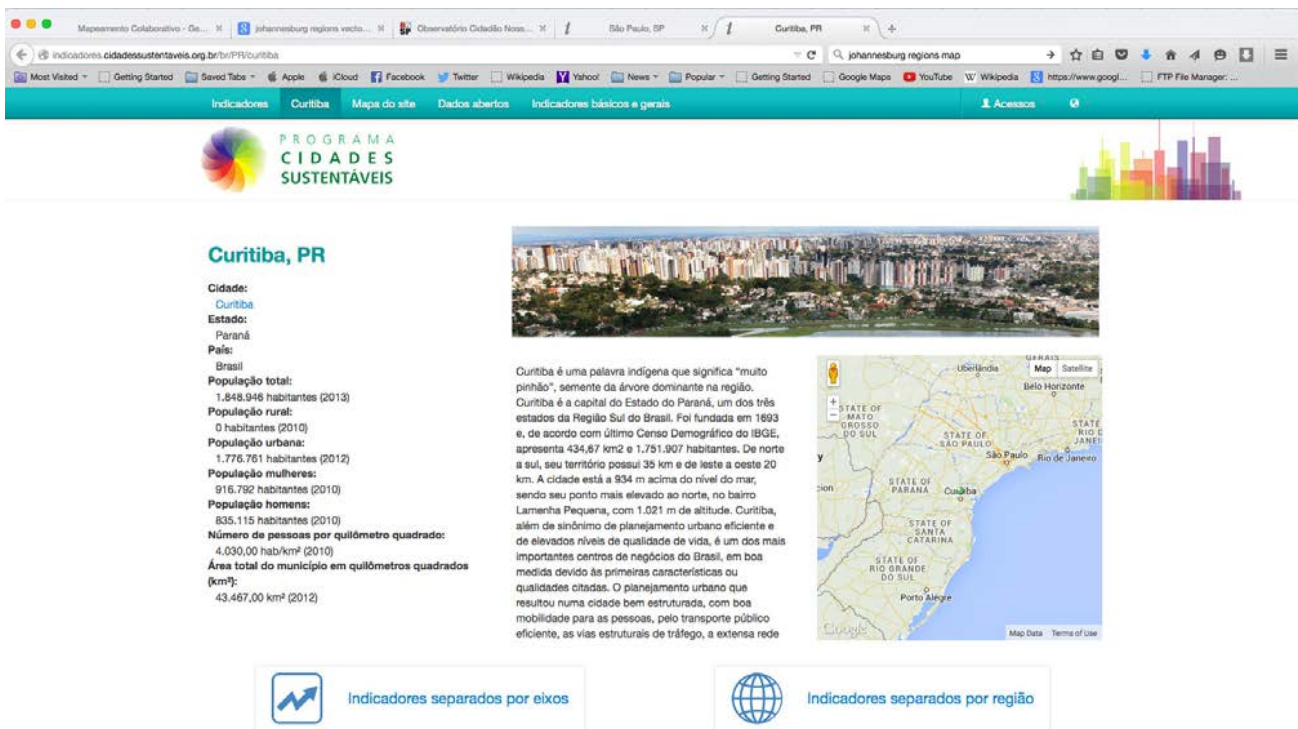 Mapeamento Colaborativo - Ge...
johannesburg regions vecto...
Observatório Cidadão Noss...
São Paulo, SP
Curitiba, PR
indicadores.cidadessustentaveis.org.br/br/PR/curitiba
johannesburg regions map
Most Visited
Getting Started
Saved Tabs
Apple
iCloud
Facebook
Twitter
Wikipedia
Yahoo!
News
Popular
Getting Started
Google Maps
YouTube
Wikipedia
https://www.googl...
FTP File Manager: ...
Indicadores
Curitiba
Mapa do site
Dados abertos
Indicadores básicos e gerais
Acessos
PROGRAMA
CIDADES
SUSTENTÁVEIS
Curitiba, PR
Cidade:
Curitiba
Estado:
Paraná
País:
Brasil
População total:
1.848.946 habitantes (2013)
População rural:
0 habitantes (2010)
População urbana:
1.776.761 habitantes (2012)
População mulheres:
916.792 habitantes (2010)
População homens:
835.115 habitantes (2010)
Número de pessoas por quilômetro quadrado:
4.030,00 hab/km² (2010)
Área total do município em quilômetros quadrados
(km²):
43.467,00 km² (2012)
Curitiba é uma palavra indígena que significa “muito
pinhão”, semente da árvore dominante na região.
Curitiba é a capital do Estado do Paraná, um dos três
estados da Região Sul do Brasil. Foi fundada em 1693
e, de acordo com último Censo Demográfico do IBGE,
apresenta 434,67 km2 e 1.751.907 habitantes. De norte
a sul, seu território possui 35 km e de leste a oeste 20
km. A cidade está a 934 m acima do nível do mar,
sendo seu ponto mais elevado ao norte, no bairro
Lamenha Pequena, com 1.021 m de altitude. Curitiba,
além de sinônimo de planejamento urbano eficiente e
de elevados níveis de qualidade de vida, é um dos mais
importantes centros de negócios do Brasil, em boa
medida devido às primeiras características ou
qualidades citadas. O planejamento urbano que
resultou numa cidade bem estruturada, com boa
mobilidade para as pessoas, pelo transporte público
eficiente, as vias estruturais de tráfego, a extensa rede
GERAIS
Uberlândia
Map
Satellite
Belo Horizonte
STATE OF
MATO
GROSSO
DO SUL
STATE OF
SÃO PAULO
STATE
RIO D
JANEI
São Paulo
Rio de Janeiro
STATE OF
PARANÁ
Curitiba
STATE OF
SANTA
CATARINA
STATE OF
RIO GRANDE
DO SUL
Porto Alegre
Google
Map Data
Terms of Use
Indicadores separados por eixos
Indicadores separados por região